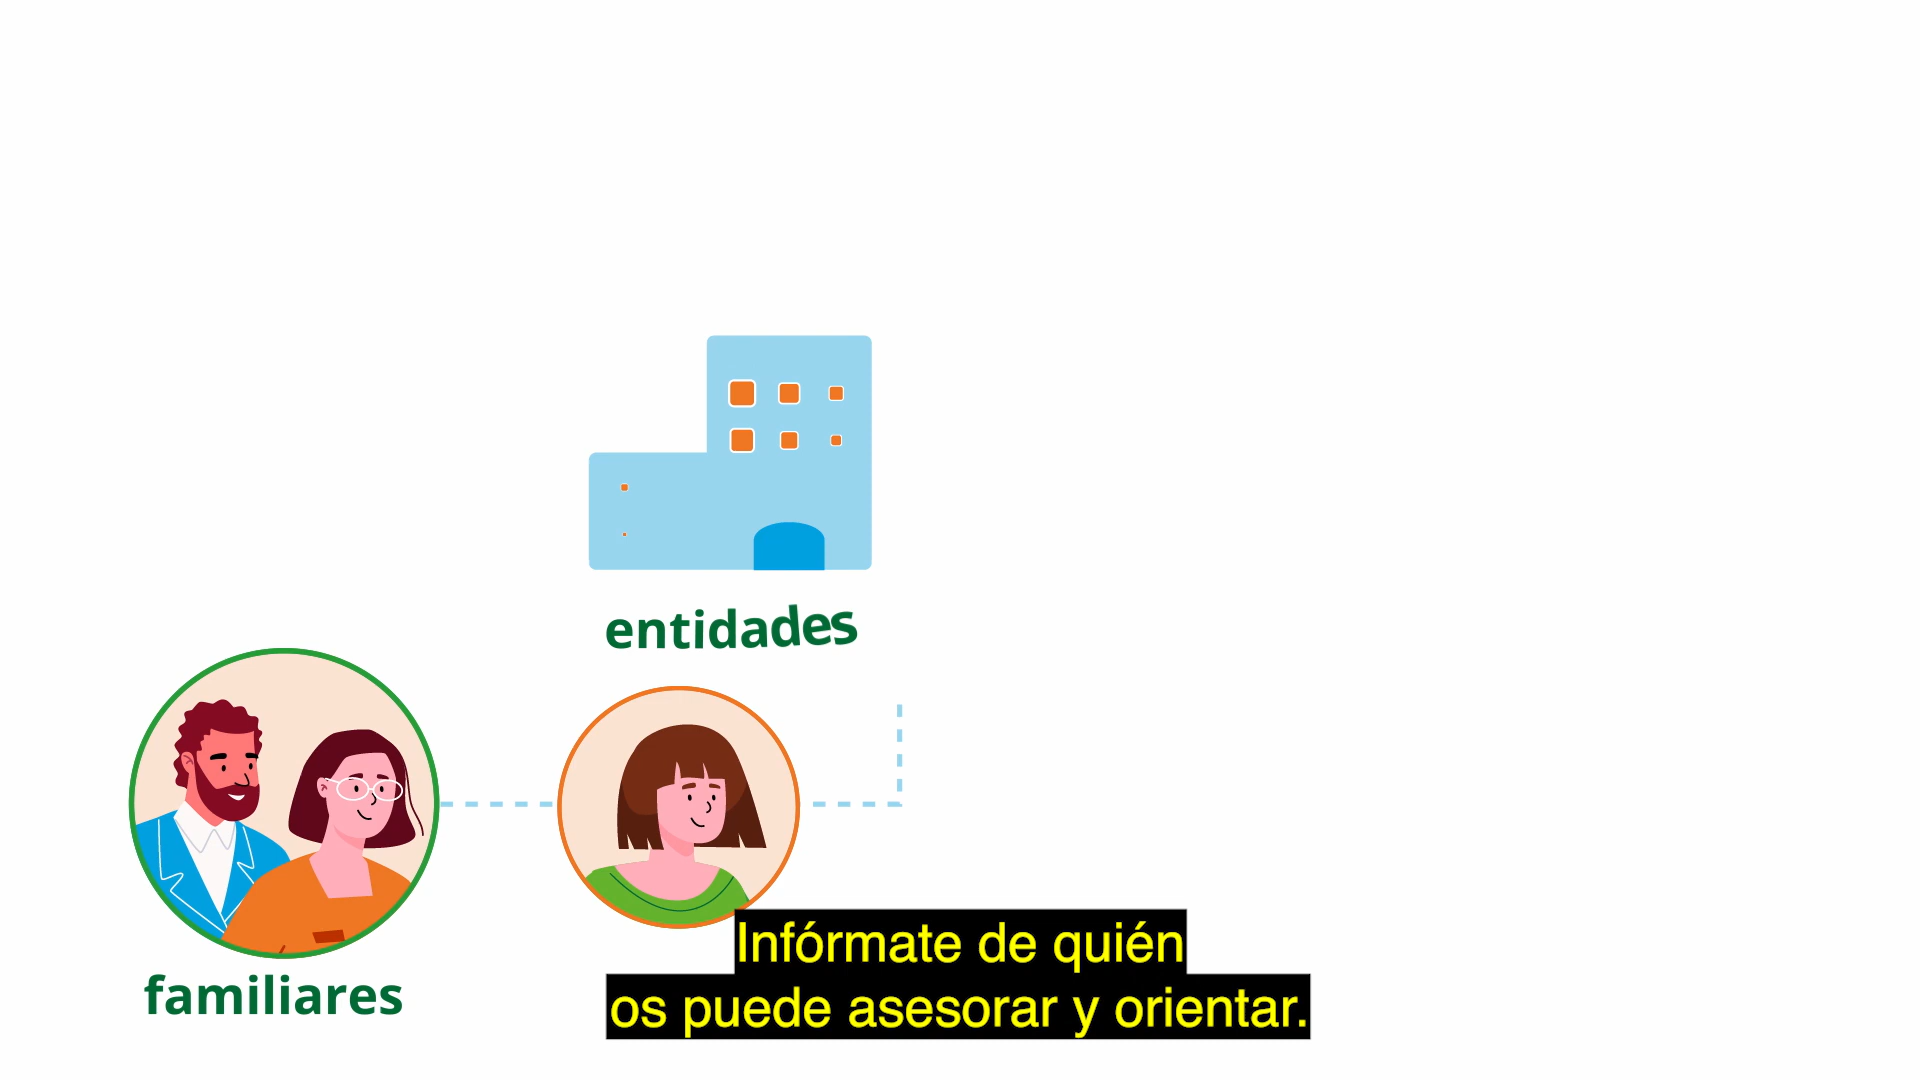 entidades
familiares
Infórmate de quién
os puede asesorar y orientar.